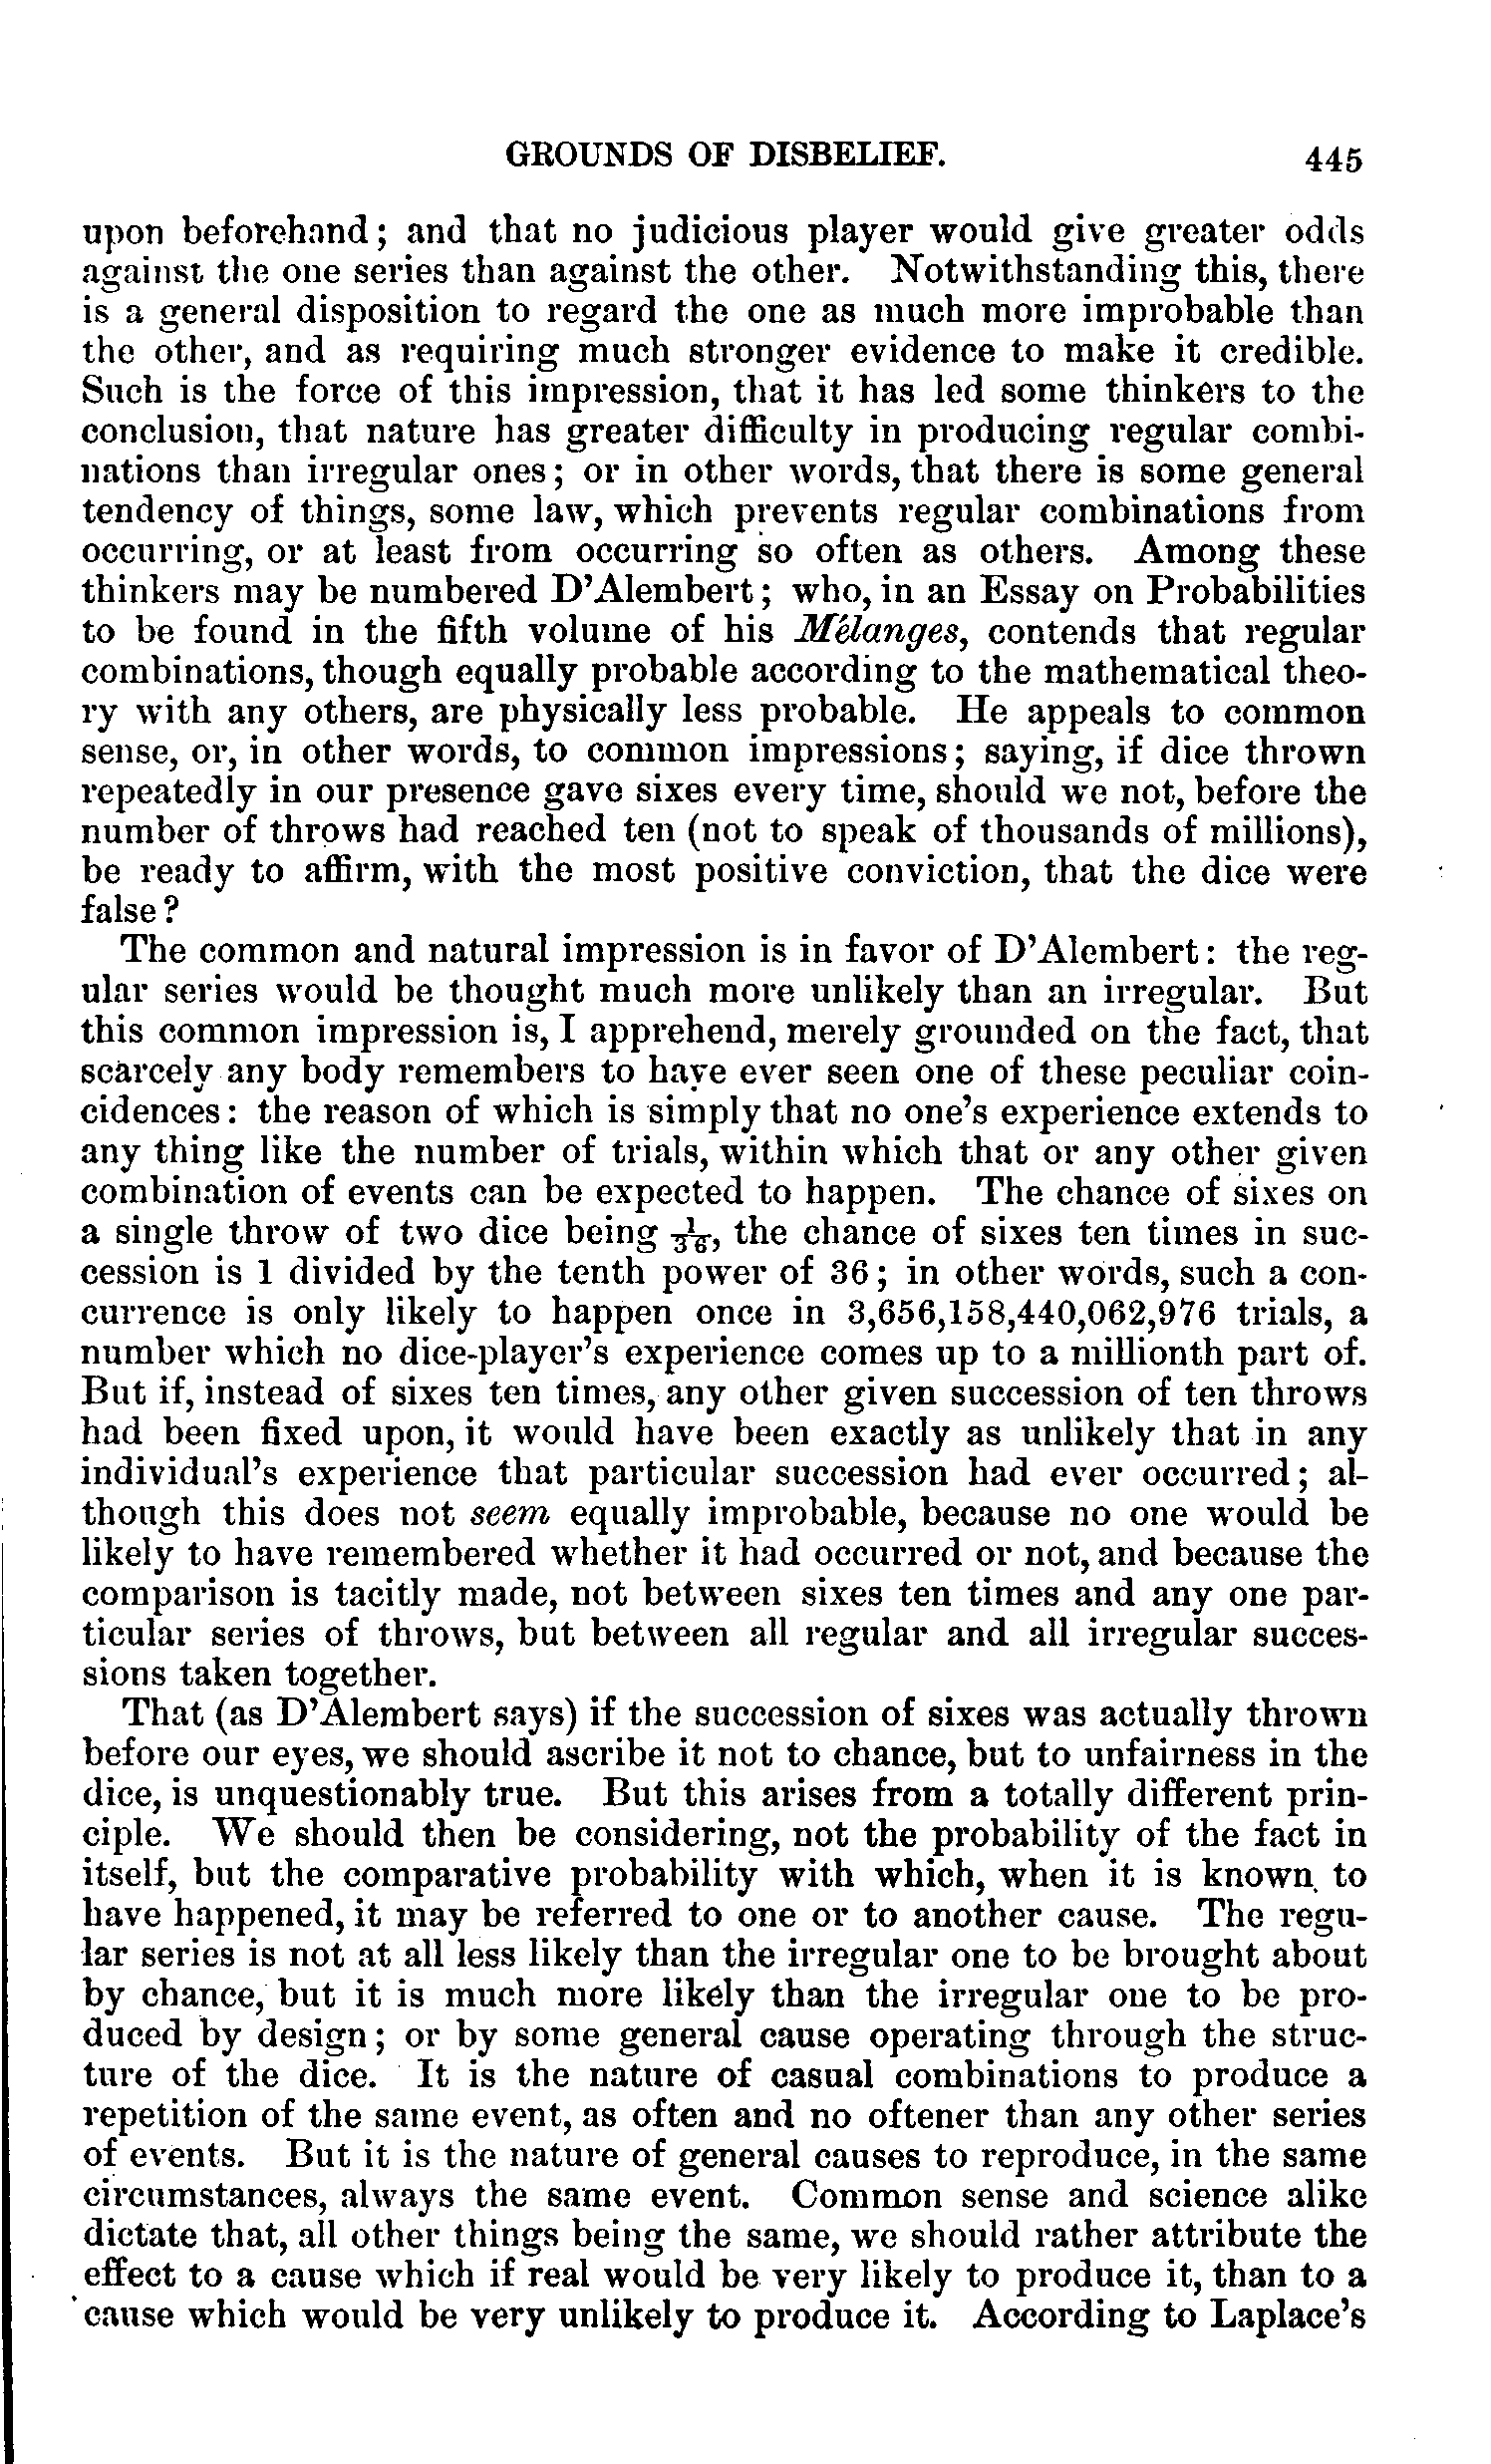 GROUNDS OF DISBELIEF. 445
upon beforehand; and that no judicious player would give greater odds
against the one series than against the other. Notwithstanding this, there
is a general disposition to regard the one as much more improbable than
the other, and as requiring much stronger evidence to make it credible.
Such is the force of this impression, that it has led some thinkers to the
conclusion, that nature has greater difficulty in producing regular combi-
nations than irregular ones; or in other words, that there is some general
tendency of things, some law, which prevents regular combinations from
occurring, or at least from occurring so often as others. Among these
thinkers may be numbered D'Alembert; who, in an Essay on Probabilities
to be found in the fifth volume of his Mélanges, contends that regular
combinations, though equally probable according to the mathematical theo-
ry with any others, are physically less probable. He appeals to common
sense, or, in other words, to common impressions; saying, if dice thrown
repeatedly in our presence gave sixes every time, should we not, before the
number of throws had reached ten (not to speak of thousands of millions),
be ready to affirm, with the most positive conviction, that the dice were
false?
The common and natural impression is in favor of D'Alembert: the reg-
ular series would be thought much more unlikely than an irregular. But
this common impression is, I apprehend, merely grounded on the fact, that
scarcely any body remembers to have ever seen one of these peculiar coin-
cidences: the reason of which is simply that no one's experience extends to
any thing like the number of trials, within which that or any other given
combination of events can be expected to happen. The chance of sixes on
a single throw of two dice being 1/36, the chance of sixes ten times in suc-
cession is 1 divided by the tenth power of 36; in other words, such a con-
currence is only likely to happen once in 3,656,158,440,062,976 trials, a
number which no dice-player's experience comes up to a millionth part of.
But if, instead of sixes ten times, any other given succession of ten throws
had been fixed upon, it would have been exactly as unlikely that in any
individual's experience that particular succession had ever occurred; al-
though this does not seem equally improbable, because no one would be
likely to have remembered whether it had occurred or not, and because the
comparison is tacitly made, not between sixes ten times and any one par-
ticular series of throws, but between all regular and all irregular succes-
sions taken together.
That (as D'Alembert says) if the succession of sixes was actually thrown
before our eyes, we should ascribe it not to chance, but to unfairness in the
dice, is unquestionably true. But this arises from a totally different prin-
ciple. We should then be considering, not the probability of the fact in
itself, but the comparative probability with which, when it is known to
have happened, it may be referred to one or to another cause. The regu-
lar series is not at all less likely than the irregular one to be brought about
by chance, but it is much more likely than the irregular one to be pro-
duced by design; or by some general cause operating through the struc-
ture of the dice. It is the nature of casual combinations to produce a
repetition of the same event, as often and no oftener than any other series
of events. But it is the nature of general causes to reproduce, in the same
circumstances, always the same event. Common sense and science alike
dictate that, all other things being the same, we should rather attribute the
effect to a cause which if real would be very likely to produce it, than to a
cause which would be very unlikely to produce it. According to Laplace's